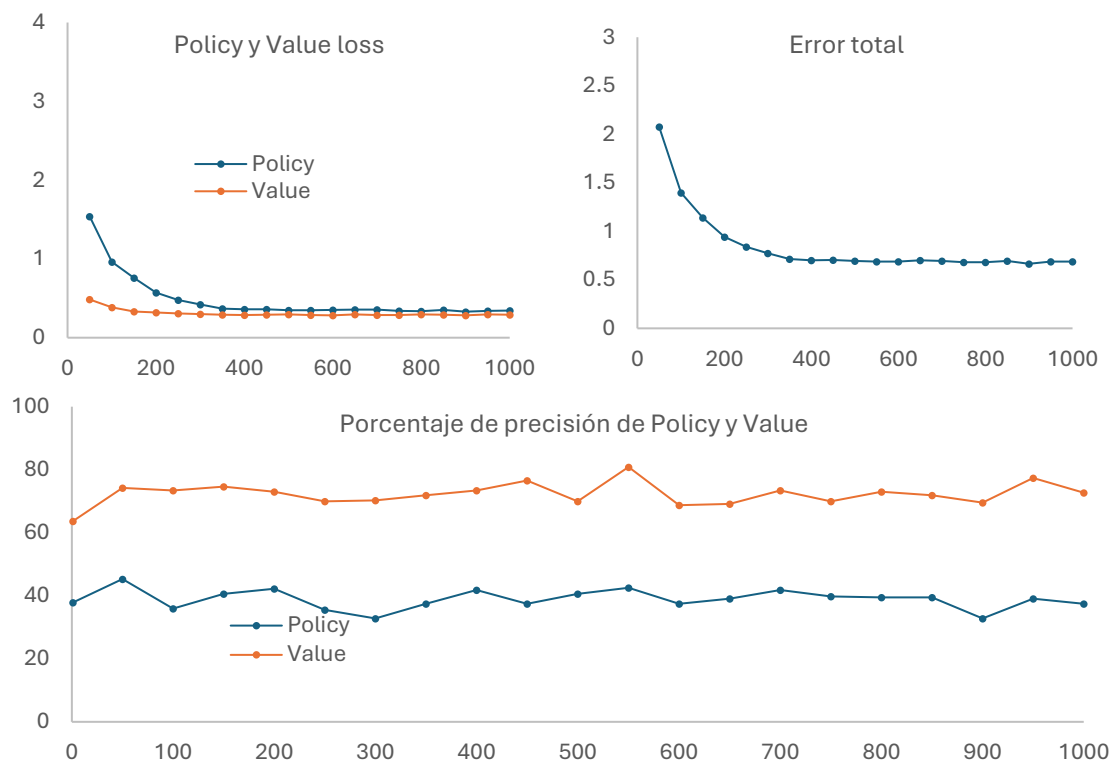 Policy y Value loss
4
3
2
1
0
Policy
Value
0 200 400 600 800 1000
Error total
3
2.5
2
1.5
1
0.5
0
0 200 400 600 800 1000
Porcentaje de precisión de Policy y Value
100
80
60
40
20
0
Policy
Value
0 100 200 300 400 500 600 700 800 900 1000